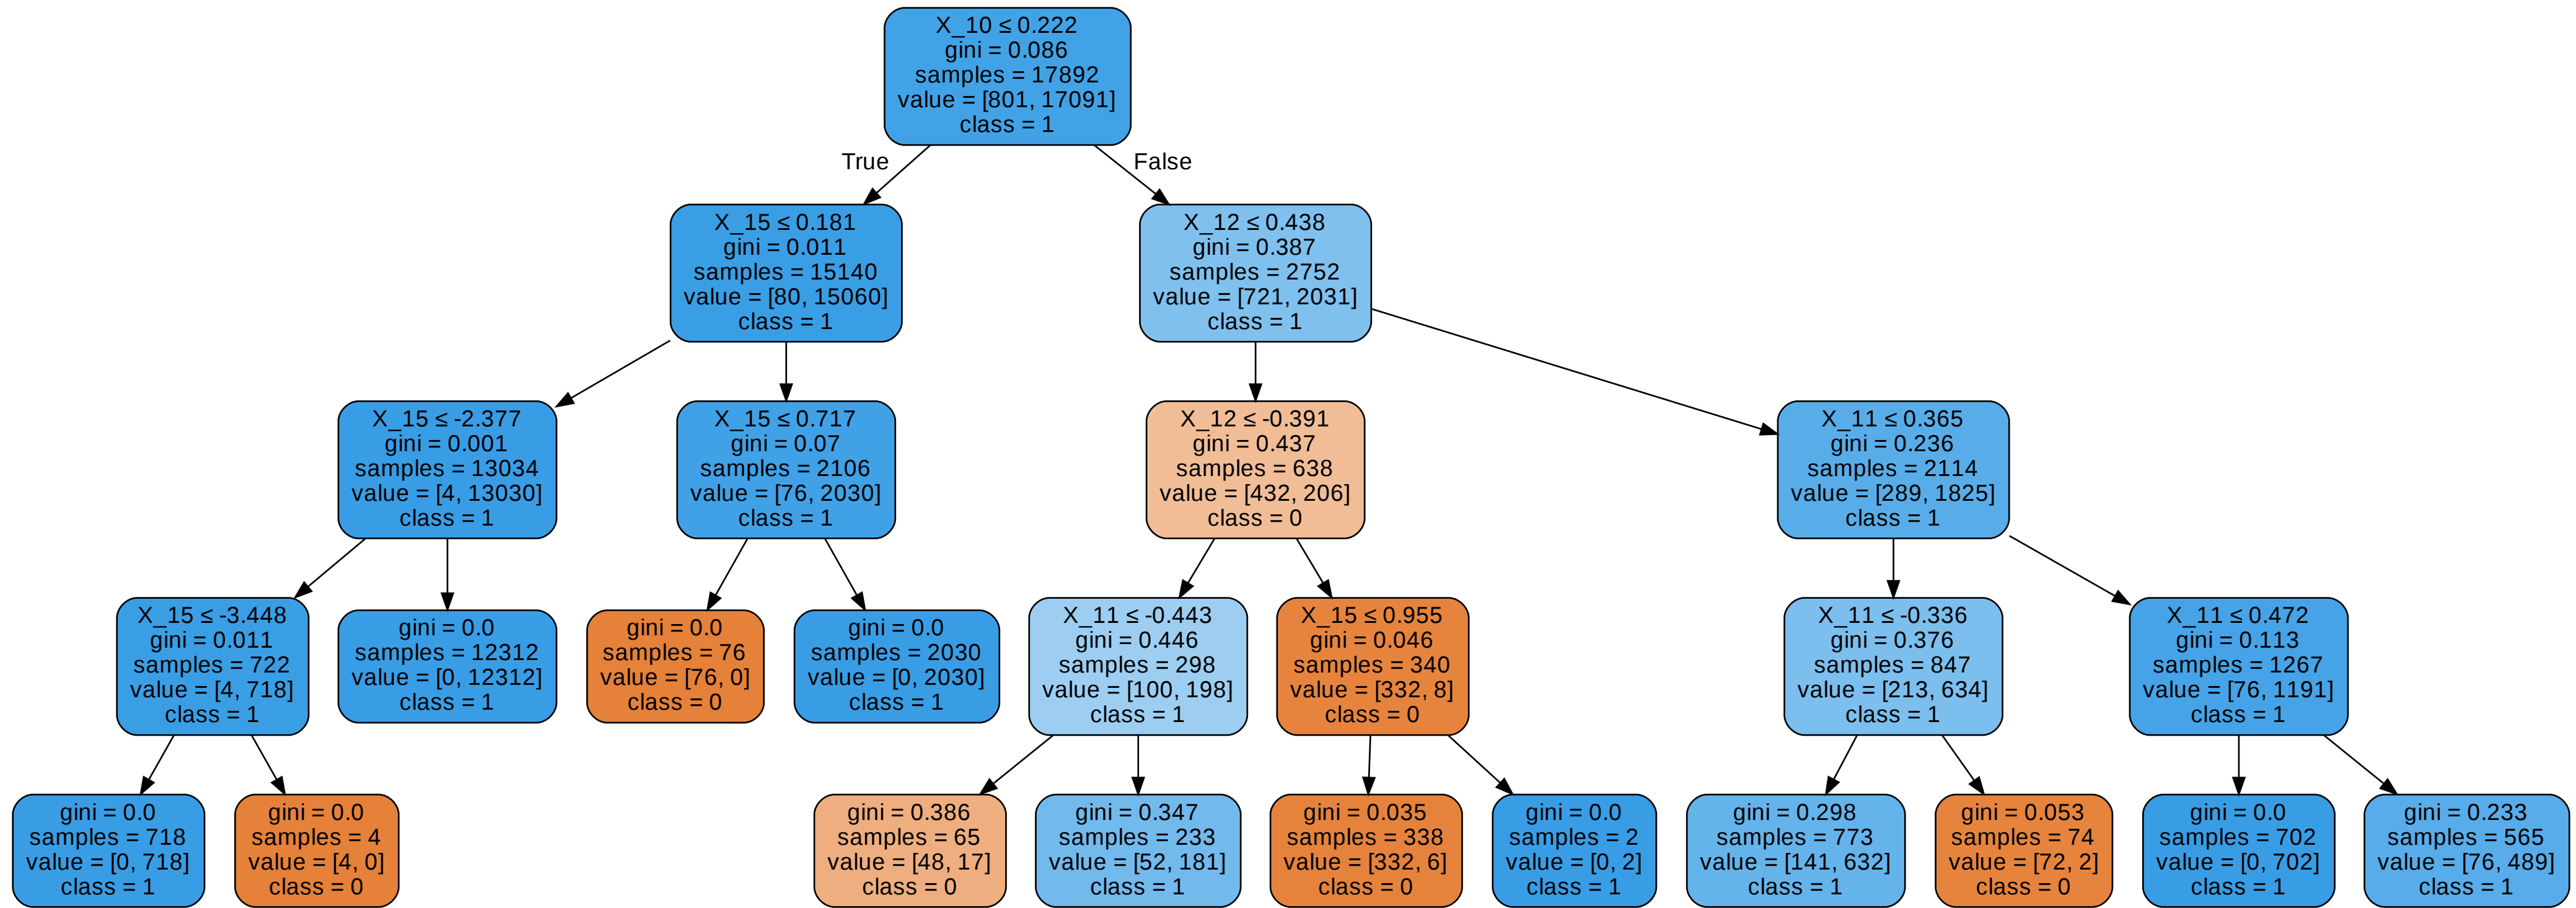 X_10 ≤ 0.222
gini = 0.086
samples = 17892
value = [801, 17091]
class = 1
True
False
X_15 ≤ 0.181
gini = 0.011
samples = 15140
value = [80, 15060]
class = 1
X_12 ≤ 0.438
gini = 0.387
samples = 2752
value = [721, 2031]
class = 1
X_15 ≤ -2.377
gini = 0.001
samples = 13034
value = [4, 13030]
class = 1
X_15 ≤ 0.717
gini = 0.07
samples = 2106
value = [76, 2030]
class = 1
X_12 ≤ -0.391
gini = 0.437
samples = 638
value = [432, 206]
class = 0
X_11 ≤ 0.365
gini = 0.236
samples = 2114
value = [289, 1825]
class = 1
X_15 ≤ -3.448
gini = 0.011
samples = 722
value = [4, 718]
class = 1
gini = 0.0
samples = 12312
value = [0, 12312]
class = 1
gini = 0.0
samples = 76
value = [76, 0]
class = 0
gini = 0.0
samples = 2030
value = [0, 2030]
class = 1
X_11 ≤ -0.443
gini = 0.446
samples = 298
value = [100, 198]
class = 1
X_15 ≤ 0.955
gini = 0.046
samples = 340
value = [332, 8]
class = 0
X_11 ≤ -0.336
gini = 0.376
samples = 847
value = [213, 634]
class = 1
X_11 ≤ 0.472
gini = 0.113
samples = 1267
value = [76, 1191]
class = 1
gini = 0.0
samples = 718
value = [0, 718]
class = 1
gini = 0.0
samples = 4
value = [4, 0]
class = 0
gini = 0.386
samples = 65
value = [48, 17]
class = 0
gini = 0.347
samples = 233
value = [52, 181]
class = 1
gini = 0.035
samples = 338
value = [332, 6]
class = 0
gini = 0.0
samples = 2
value = [0, 2]
class = 1
gini = 0.298
samples = 773
value = [141, 632]
class = 1
gini = 0.053
samples = 74
value = [72, 2]
class = 0
gini = 0.0
samples = 702
value = [0, 702]
class = 1
gini = 0.233
samples = 565
value = [76, 489]
class = 1